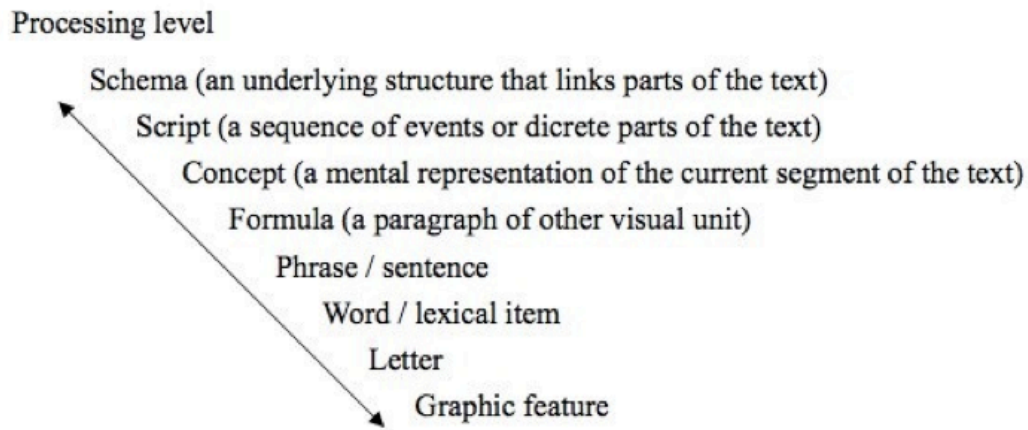 Processing level
Schema (an underlying structure that links parts of the text)
Script (a sequence of events or dicrete parts of the text)
Concept (a mental representation of the current segment of the text)
Formula (a paragraph of other visual unit)
Phrase / sentence
Word / lexical item
Letter
Graphic feature